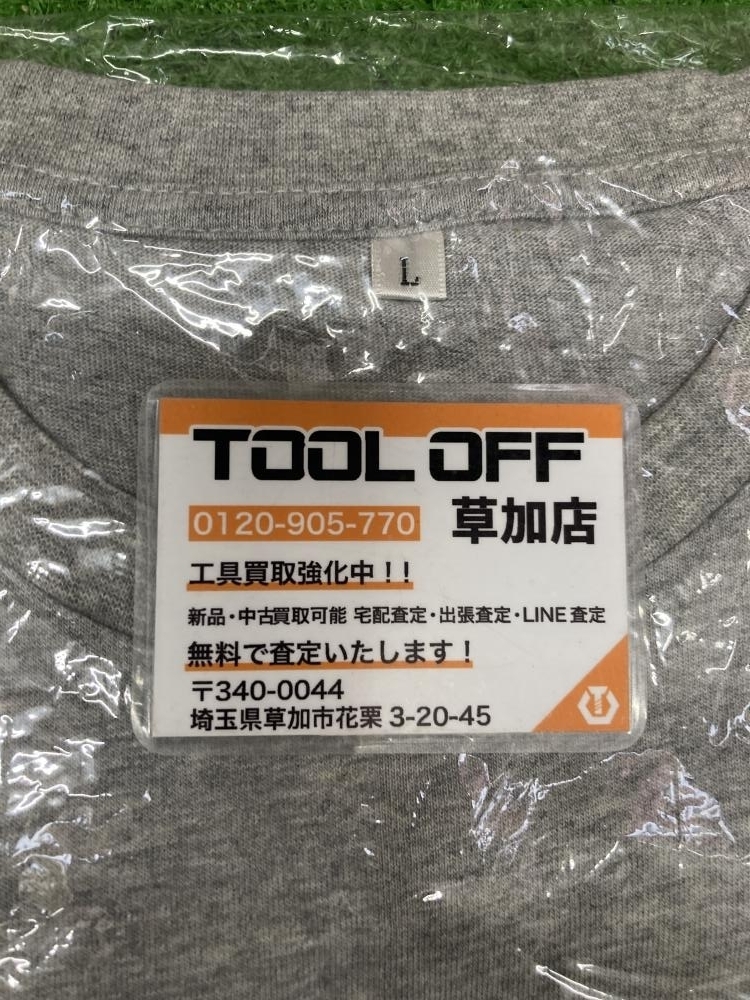 L
TOOL OFF
0120-905-770 草加店
工具買取強化中!!
新品・中古買取可能 宅配査定・出張査定・LINE査定
無料で査定いたします!
〒340-0044
埼玉県草加市花栗 3-20-45